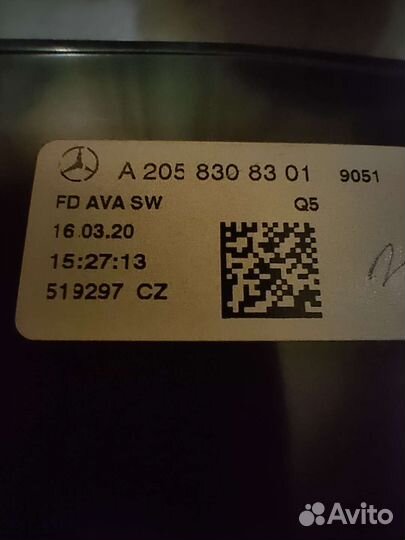 A 205 830 83 01 9051
FD AVA SW Q5
16.03.20
15:27:13
519297 CZ
Avito